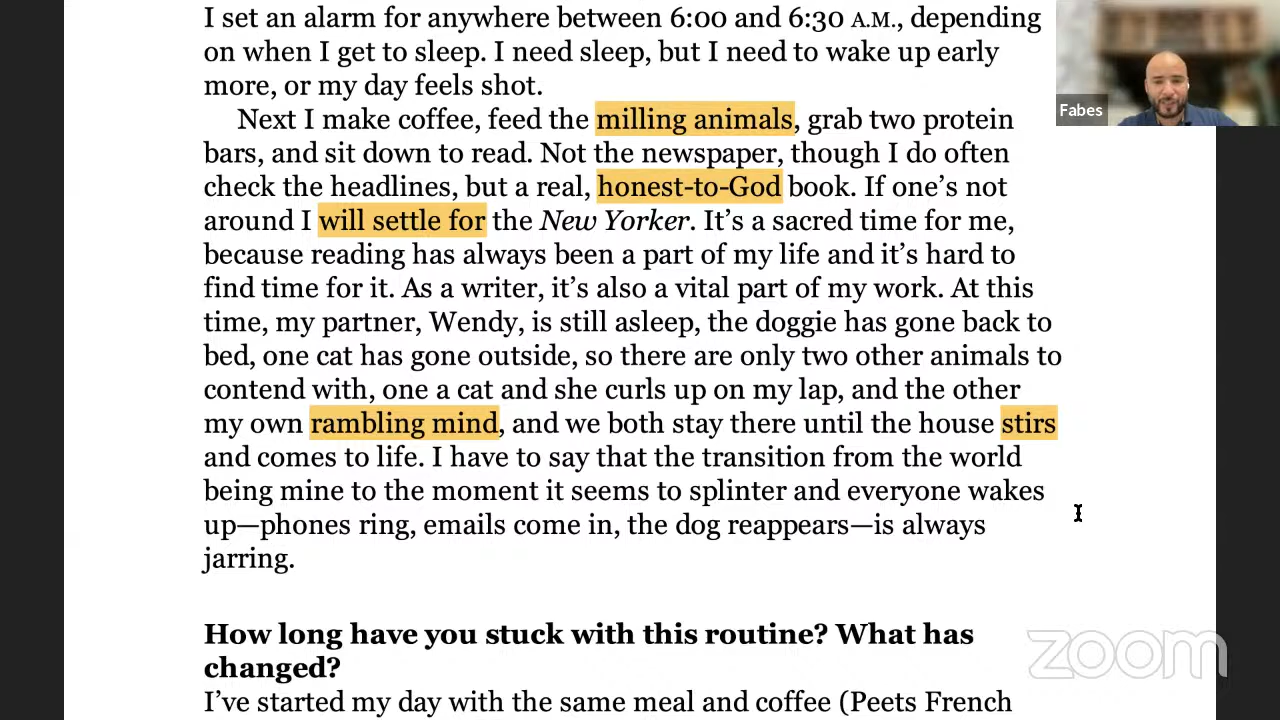 I set an alarm for anywhere between 6:00 and 6:30 A.M., depending
on when I get to sleep. I need sleep, but I need to wake up early
more, or my day feels shot.
Next I make coffee, feed the milling animals, grab two protein
bars, and sit down to read. Not the newspaper, though I do often
check the headlines, but a real, honest-to-God book. If one's not
around I will settle for the New Yorker. It's a sacred time for me,
because reading has always been a part of my life and it's hard to
find time for it. As a writer, it's also a vital part of my work. At this
time, my partner, Wendy, is still asleep, the doggie has gone back to
bed, one cat has gone outside, so there are only two other animals to
contend with, one a cat and she curls up on my lap, and the other
my own rambling mind, and we both stay there until the house stirs
and comes to life. I have to say that the transition from the world
being mine to the moment it seems to splinter and everyone wakes
up—phones ring, emails come in, the dog reappears—is always
jarring.
How long have you stuck with this routine? What has
changed?
I've started my day with the same meal and coffee (Peets French
Fabes
zoom